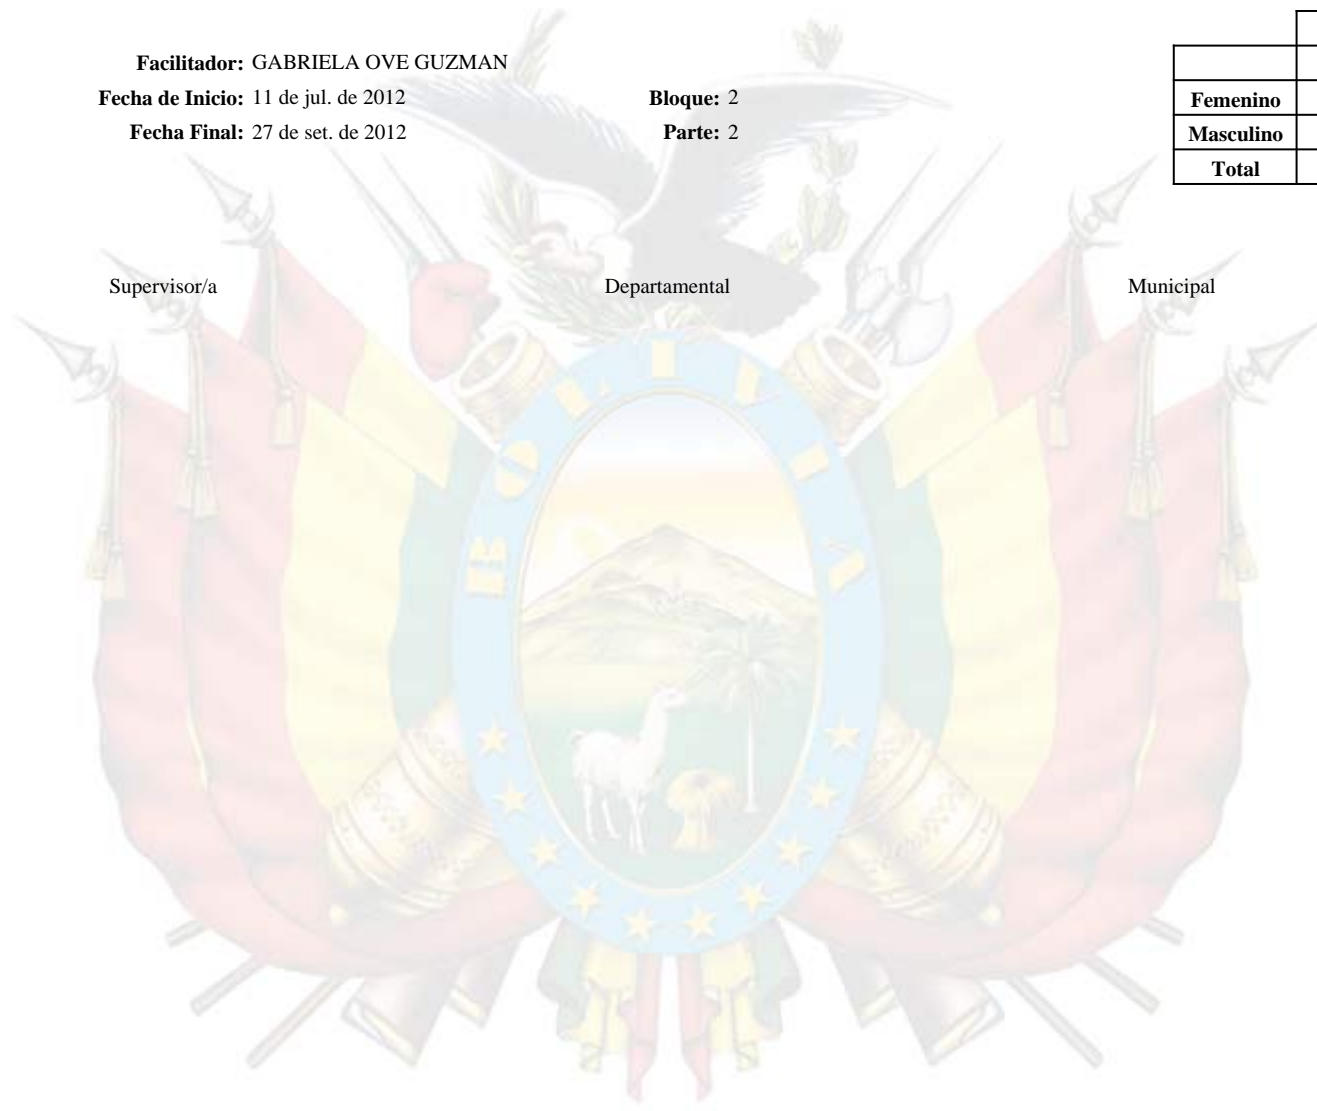 Facilitador: GABRIELA OVE GUZMAN
Fecha de Inicio: 11 de jul. de 2012 Bloque: 2
Femenino
Fecha Final: 27 de set. de 2012 Parte: 2
Masculino
Total
Supervisor/a Departamental Municipal
BOLIVIA